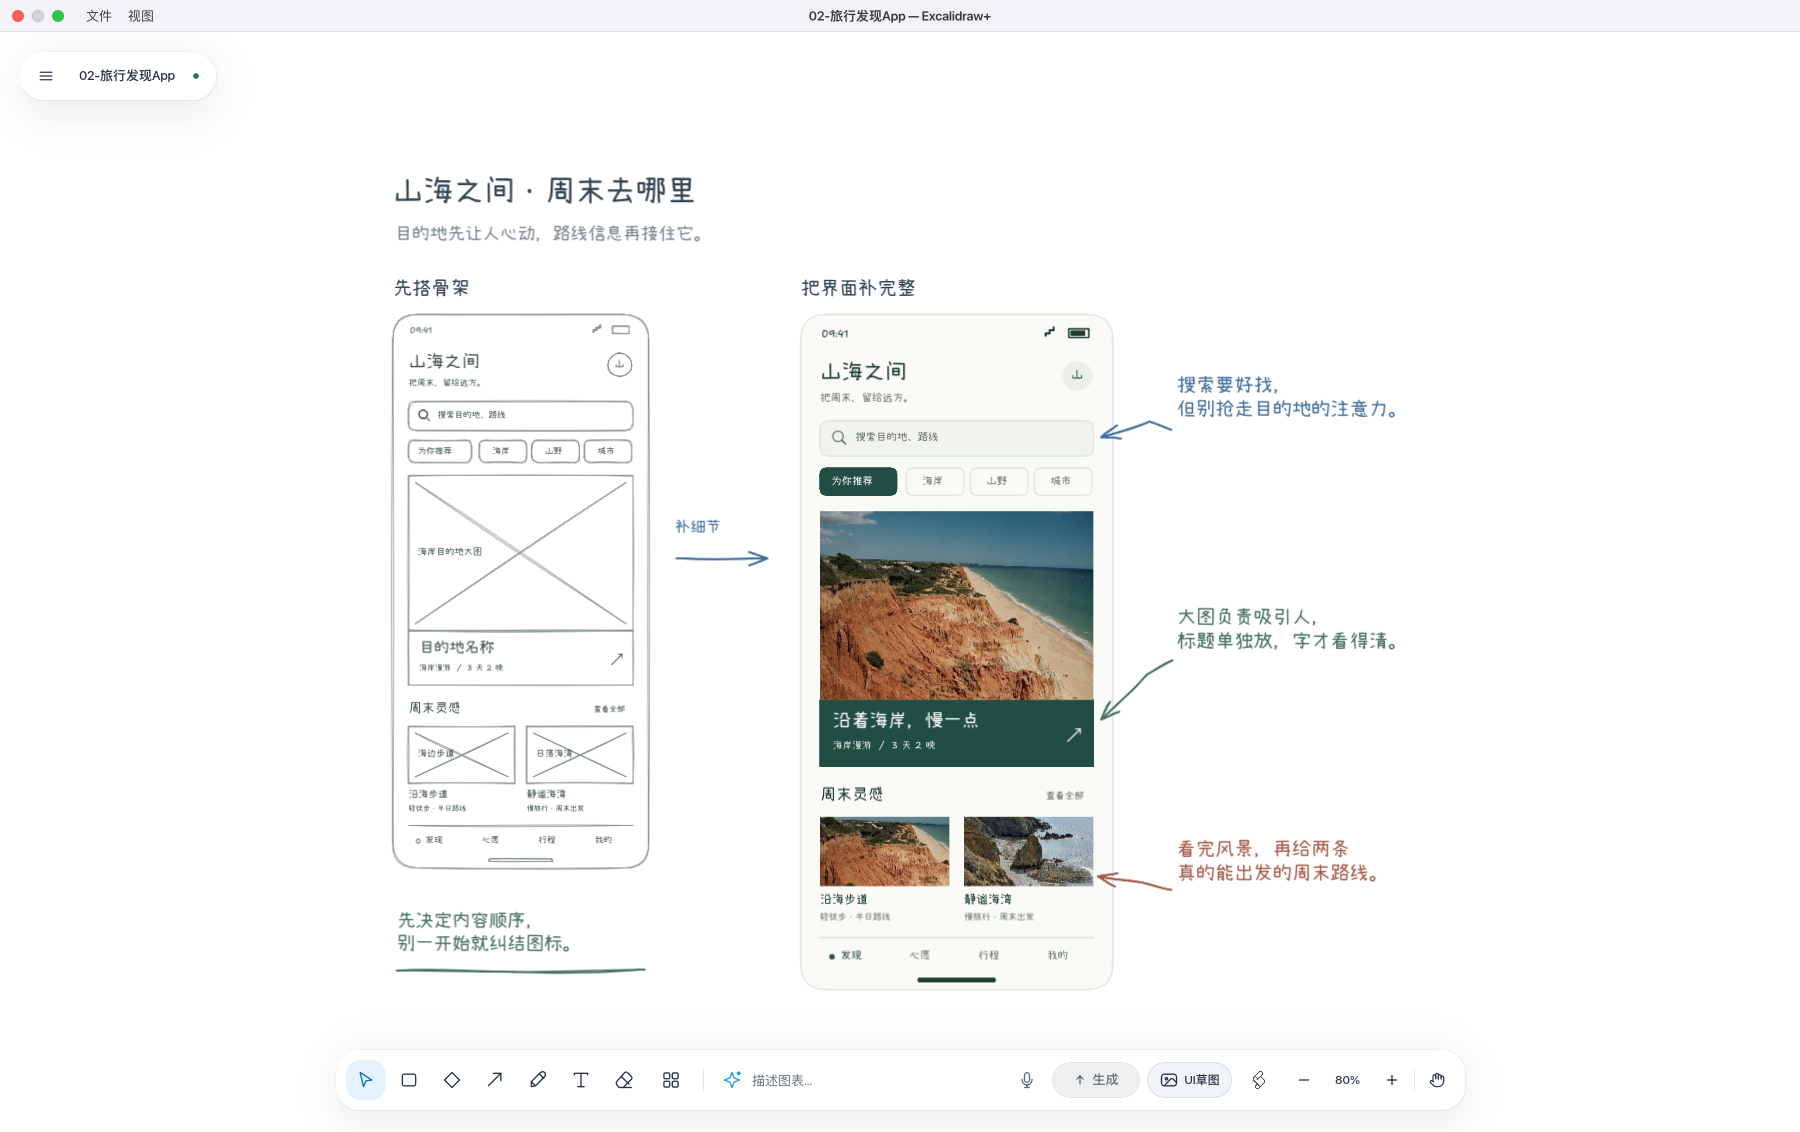 文件 视图
02-旅行发现App — Excalidraw+
02-旅行发现App
山海之间 · 周末去哪里
目的地先让人心动，路线信息再接住它。
先搭骨架
09:41
山海之间
山
把周末，留给远方。
搜索目的地、路线
为你推荐 海岸 山野 城市
海岸目的地大图
目的地名称
海岸漫游 / 3 天 2 晚
周末灵感 查看全部
海边步道 日落海湾
沿海步道 静谧海湾
轻徒步 · 半日路线 慢旅行 · 周末出发
发现 心愿 行程 我的
先决定内容顺序，
别一开始就纠结图标。
补细节
把界面补完整
09:41
山海之间
山
把周末，留给远方。
搜索目的地、路线
为你推荐 海岸 山野 城市
沿着海岸，慢一点
海岸漫游 / 3 天 2 晚
周末灵感 查看全部
沿海步道 静谧海湾
轻徒步 · 半日路线 慢旅行 · 周末出发
发现 心愿 行程 我的
搜索要好找，
但别抢走目的地的注意力。
大图负责吸引人，
标题单独放，字才看得清。
看完风景，再给两条
真的能出发的周末路线。
描述图表...
生成
UI草图
80%